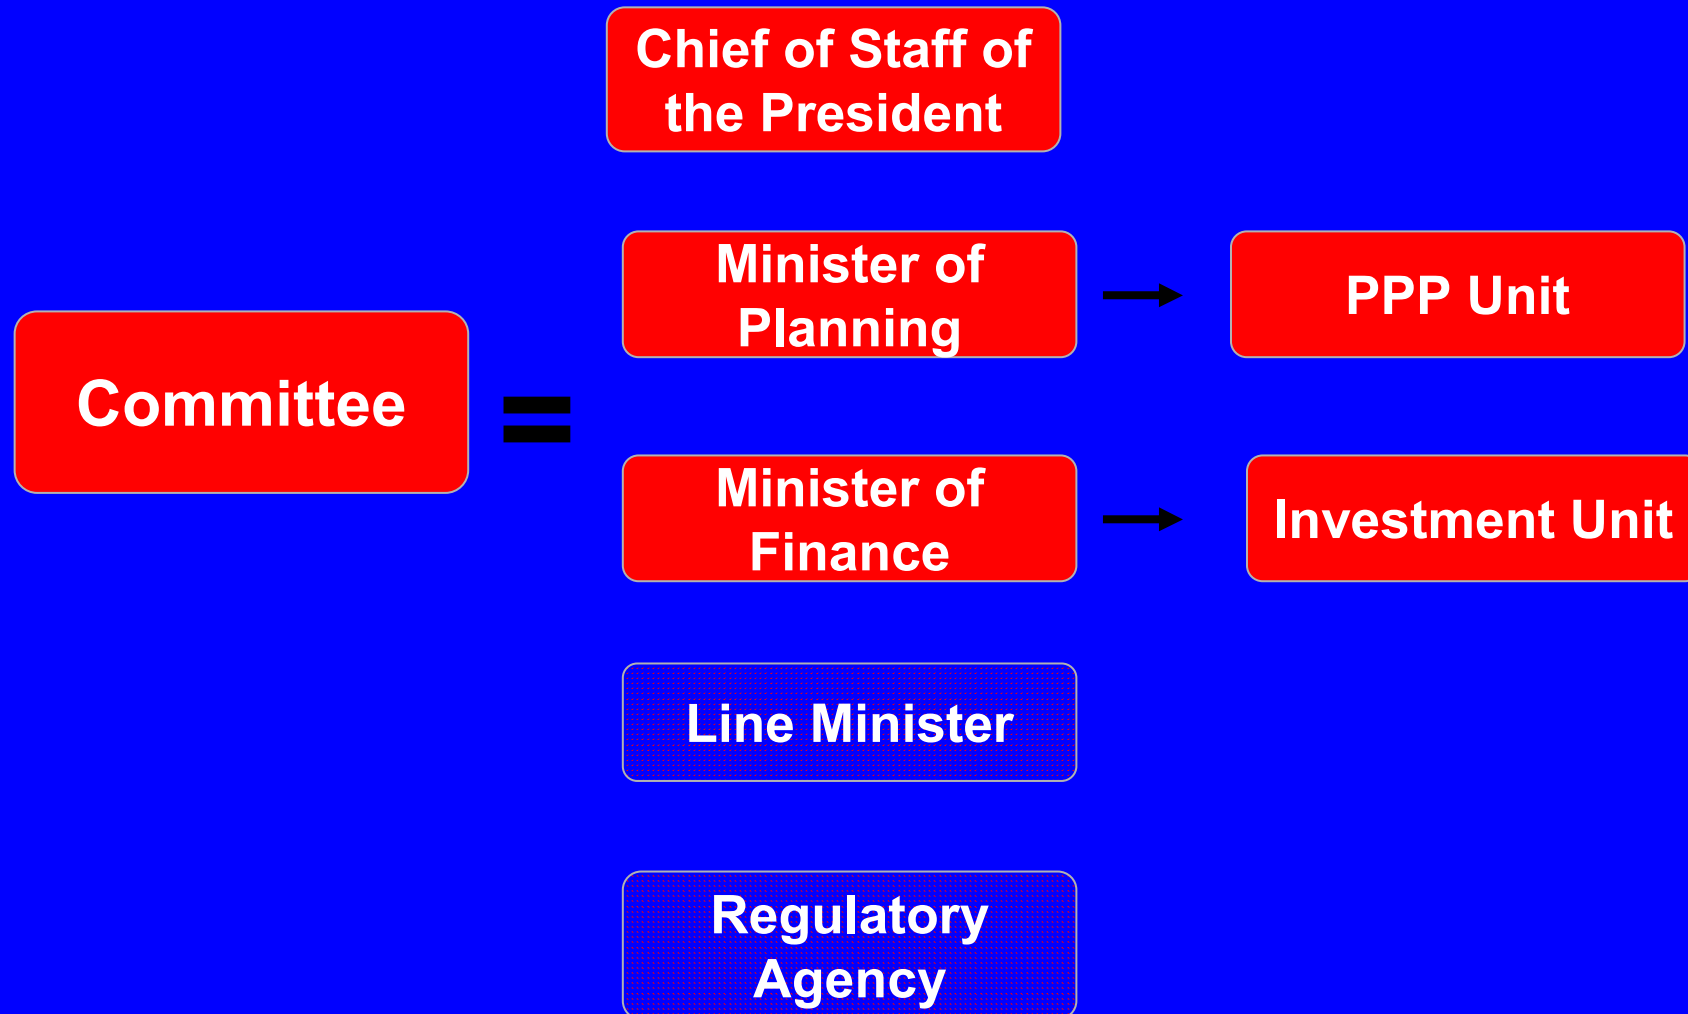 Chief of Staff of
the President
Minister of
Planning
PPP Unit
Committee
=
Minister of
Finance
Investment Unit
Line Minister
Regulatory
Agency